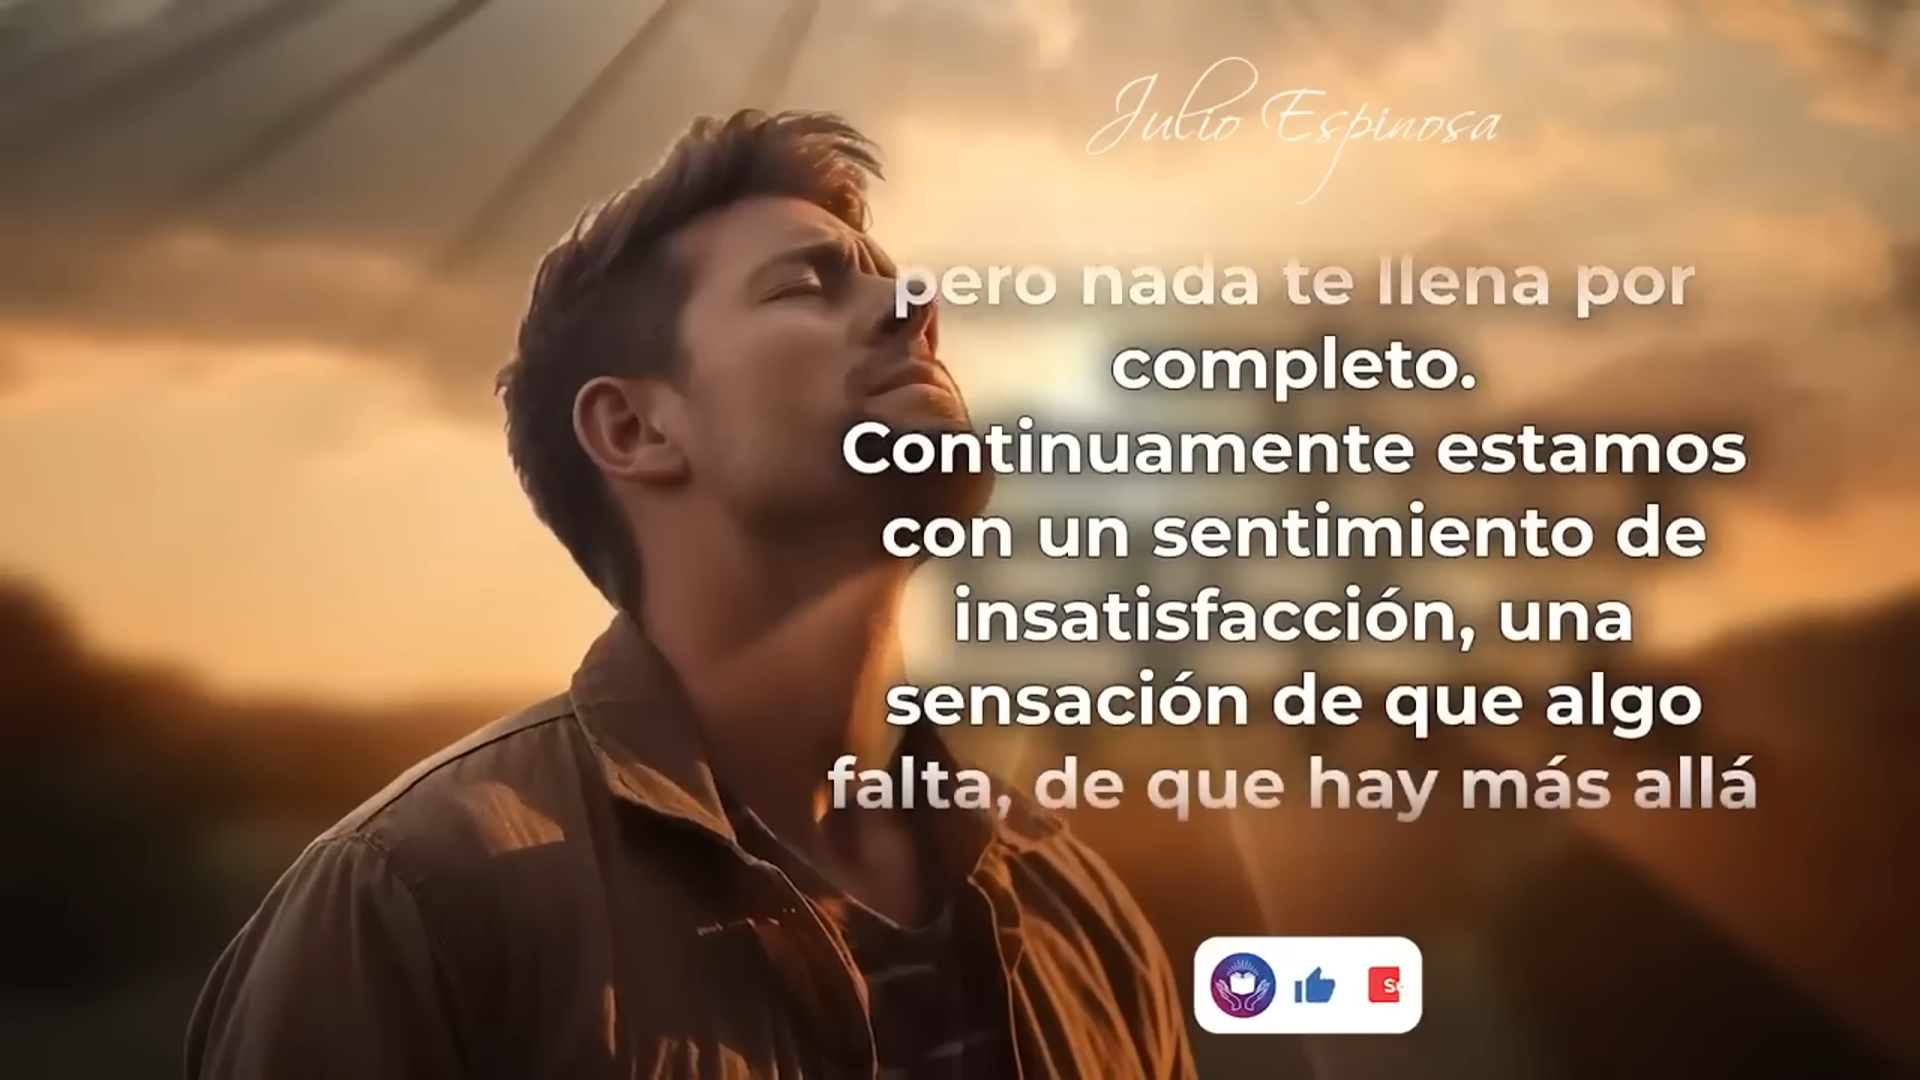 Julio Espinosa
pero nada te llena por
completo.
Continuamente estamos
con un sentimiento de
insatisfacción, una
sensación de que algo
falta, de que hay más allá